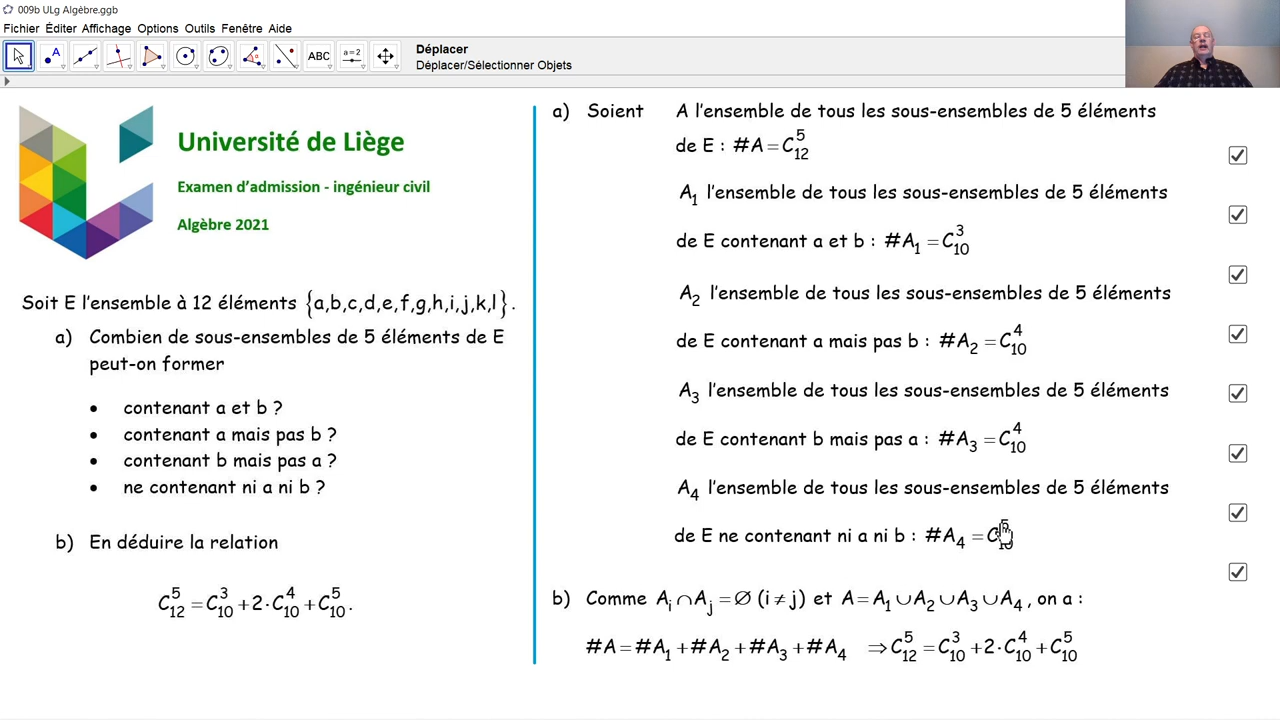 009b ULg Algèbre.ggb
Fichier Éditer Affichage Options Outils Fenêtre Aide
A
ABC
a=2
Déplacer
Déplacer/Sélectionner Objets
Université de Liège
Examen d’admission - ingénieur civil
Algèbre 2021
Soit E l’ensemble à 12 éléments {a,b,c,d,e,f,g,h,i,j,k,l}.
a) Combien de sous-ensembles de 5 éléments de E
peut-on former
• contenant a et b ?
• contenant a mais pas b ?
• contenant b mais pas a ?
• ne contenant ni a ni b ?
b) En déduire la relation
C₁₂⁵ = C₁₀³ + 2·C₁₀⁴ + C₁₀⁵.
a) Soient A l’ensemble de tous les sous-ensembles de 5 éléments
de E : #A = C₁₂⁵
A₁ l’ensemble de tous les sous-ensembles de 5 éléments
de E contenant a et b : #A₁ = C₁₀³
A₂ l’ensemble de tous les sous-ensembles de 5 éléments
de E contenant a mais pas b : #A₂ = C₁₀⁴
A₃ l’ensemble de tous les sous-ensembles de 5 éléments
de E contenant b mais pas a : #A₃ = C₁₀⁴
A₄ l’ensemble de tous les sous-ensembles de 5 éléments
de E ne contenant ni a ni b : #A₄ = C₁₀⁵
b) Comme Aᵢ ∩ Aⱼ = ∅ (i ≠ j) et A = A₁ ∪ A₂ ∪ A₃ ∪ A₄ , on a :
#A = #A₁ + #A₂ + #A₃ + #A₄ ⇒ C₁₂⁵ = C₁₀³ + 2·C₁₀⁴ + C₁₀⁵